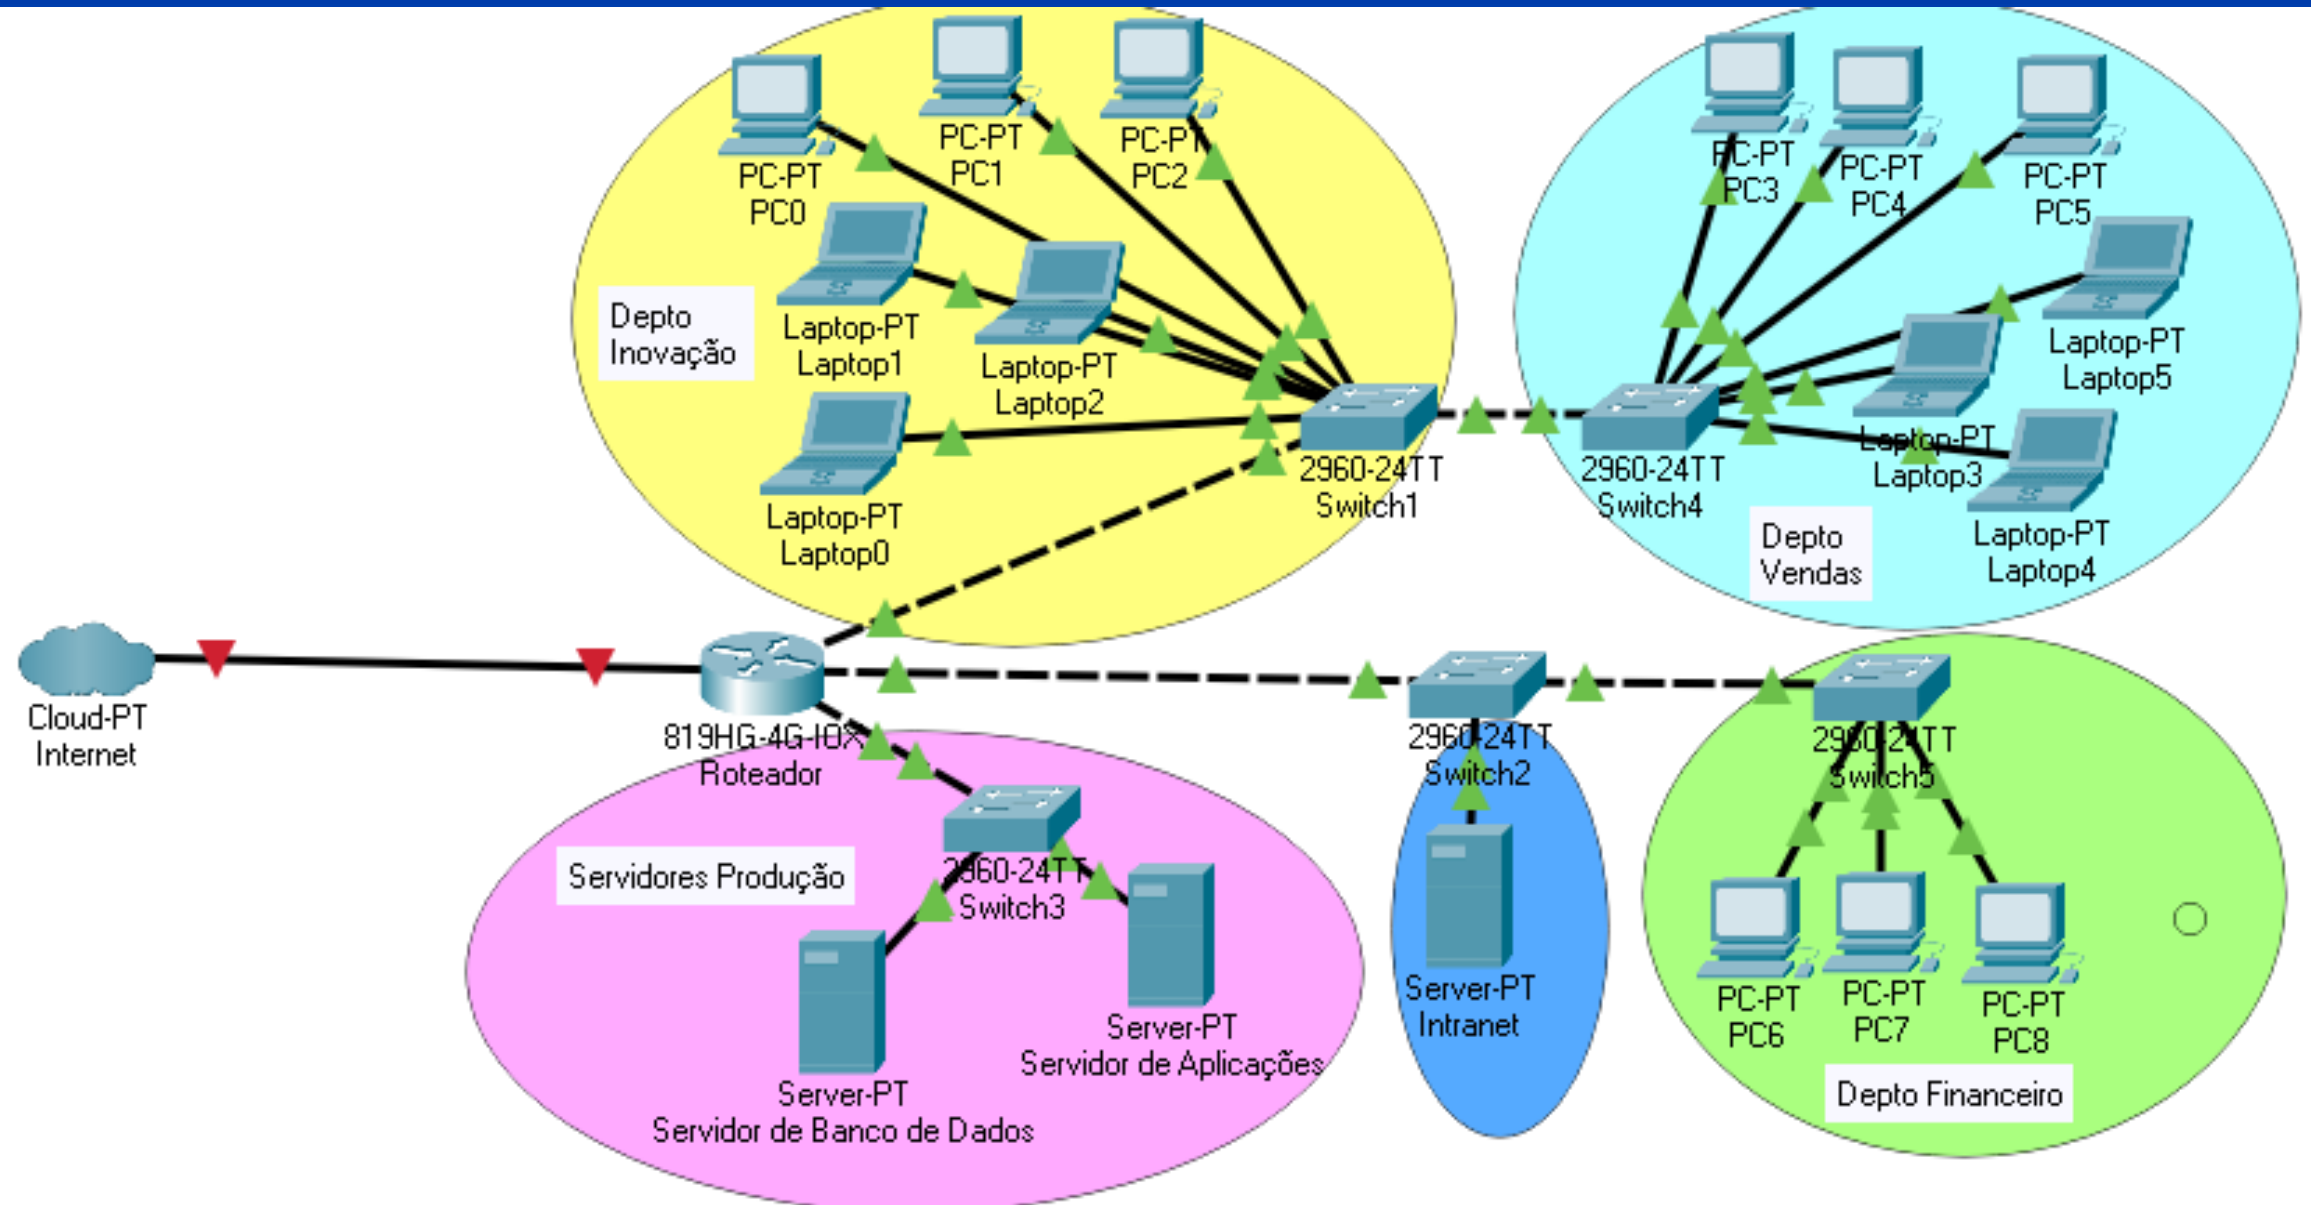 PC-PT
PC0
PC-PT
PC1
PC-PT
PC2
Laptop-PT
Laptop1
Laptop-PT
Laptop2
Laptop-PT
Laptop0
Depto
Inovação
2960-24TT
Switch1
PC-PT
PC3
PC-PT
PC4
PC-PT
PC5
Laptop-PT
Laptop5
Laptop-PT
Laptop3
Laptop-PT
Laptop4
2960-24TT
Switch4
Depto
Vendas
Cloud-PT
Internet
819HG-4G-IOX
Roteador
2960-24TT
Switch2
2960-24TT
Switch5
Servidores Produção
2960-24TT
Switch3
Server-PT
Servidor de Aplicações
Server-PT
Servidor de Banco de Dados
Server-PT
Intranet
PC-PT
PC6
PC-PT
PC7
PC-PT
PC8
Depto Financeiro